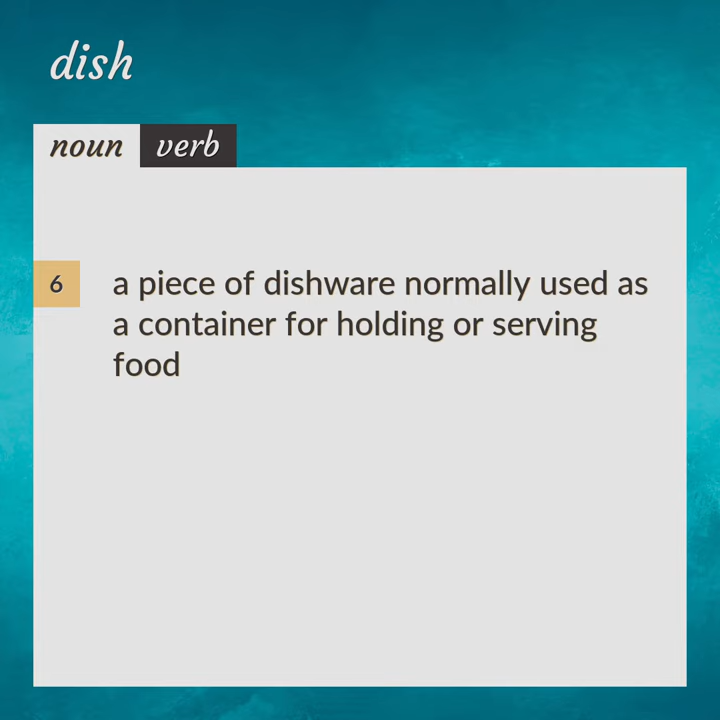 dish
noun verb
6 a piece of dishware normally used as
a container for holding or serving
food